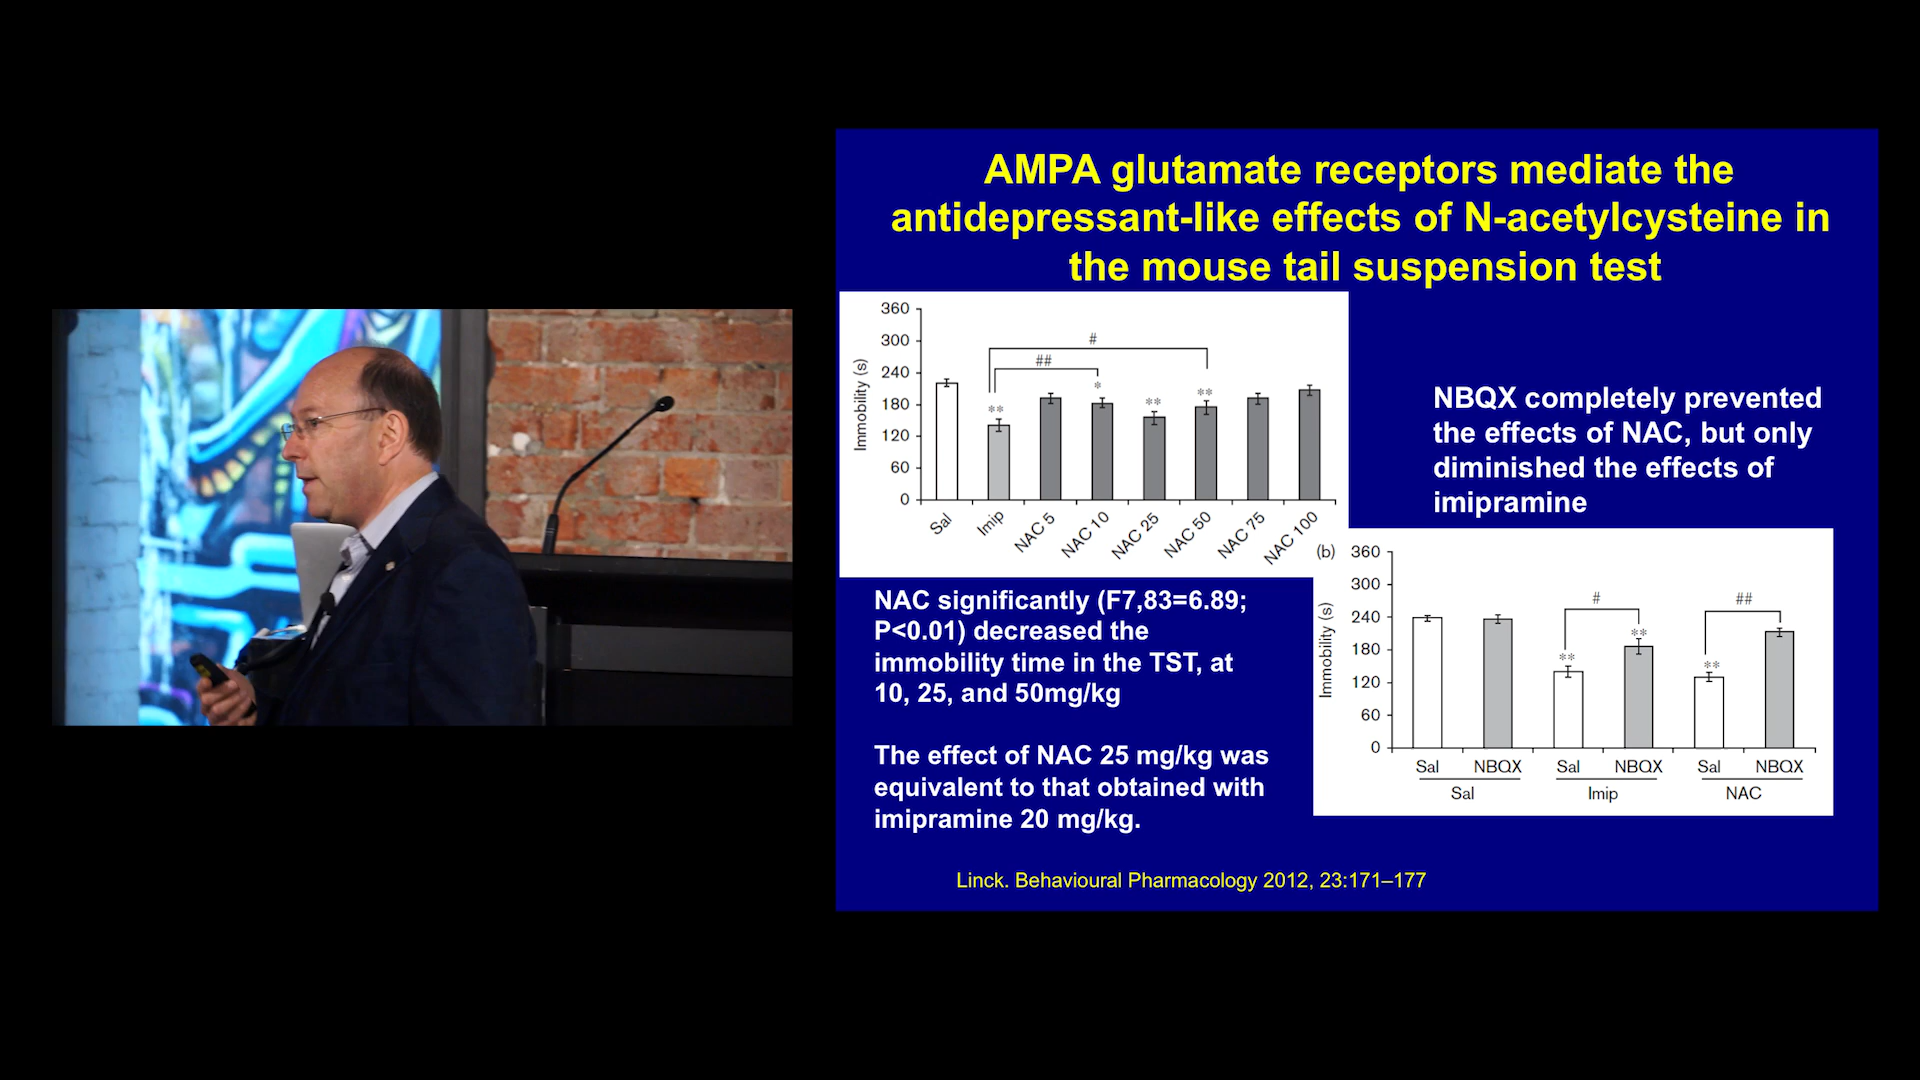 AMPA glutamate receptors mediate the
antidepressant-like effects of N-acetylcysteine in
the mouse tail suspension test
360
300
240
180
120
60
0
Immobility (s)
#
##
**
*
**
**
Sal
Imip
NAC 5
NAC 10
NAC 25
NAC 50
NAC 75
NAC 100
NBQX completely prevented
the effects of NAC, but only
diminished the effects of
imipramine
NAC significantly (F7,83=6.89;
P<0.01) decreased the
immobility time in the TST, at
10, 25, and 50mg/kg
The effect of NAC 25 mg/kg was
equivalent to that obtained with
imipramine 20 mg/kg.
(b)
360
300
240
180
120
60
0
Immobility (s)
#
##
**
**
**
Sal NBQX Sal NBQX Sal NBQX
Sal Imip NAC
Linck. Behavioural Pharmacology 2012, 23:171–177